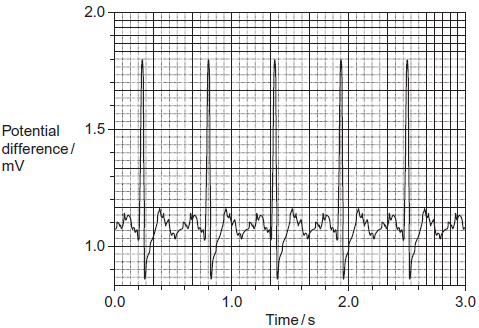 2.0
Potential
difference /
mV
1.5
1.0
0.0 1.0 2.0 3.0
Time / s